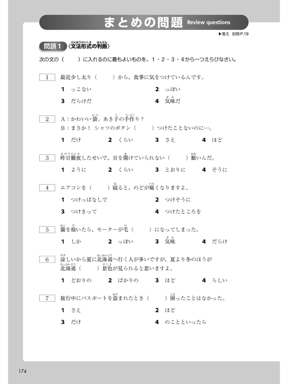 まとめの問題 Review questions
▶答え 別冊P.19
問題1 (文法形式の判断)
次の文の( )に入るのに最もよいものを、1・2・3・4から一つえらびなさい。
1 最近少し太り( )から、食事に気をつけているんです。
1 っこない 2 っぽい
3 だらけだ 4 気味だ
2 A:かわいい袋。あき子の手作り?
B:まさか! シャツのボタン( )つけたことないのに…。
1 だけ 2 くらい 3 さえ 4 ほど
3 昨日徹夜したせいで、目を開けていられない( )眠いんだ。
1 ように 2 くらい 3 とおりに 4 そうに
4 エアコンを( )寝ると、のどが痛くなりますよ。
1 つけっぱなしで 2 つけそうに
3 つけきって 4 つけたところを
5 猫を抱いたら、セーターが毛( )になってしまった。
1 しか 2 っぽい 3 気味 4 だらけ
6 涼しいから夏に北海道へ行く人が多いですが、夏より冬のほうが
北海道( )景色が見られると思いますよ。
1 どおりの 2 ばかりの 3 ほど 4 らしい
7 旅行中にパスポートを盗まれたとき( )困ったことはなかった。
1 さえ 2 ほど
3 だけ 4 のことといったら
174